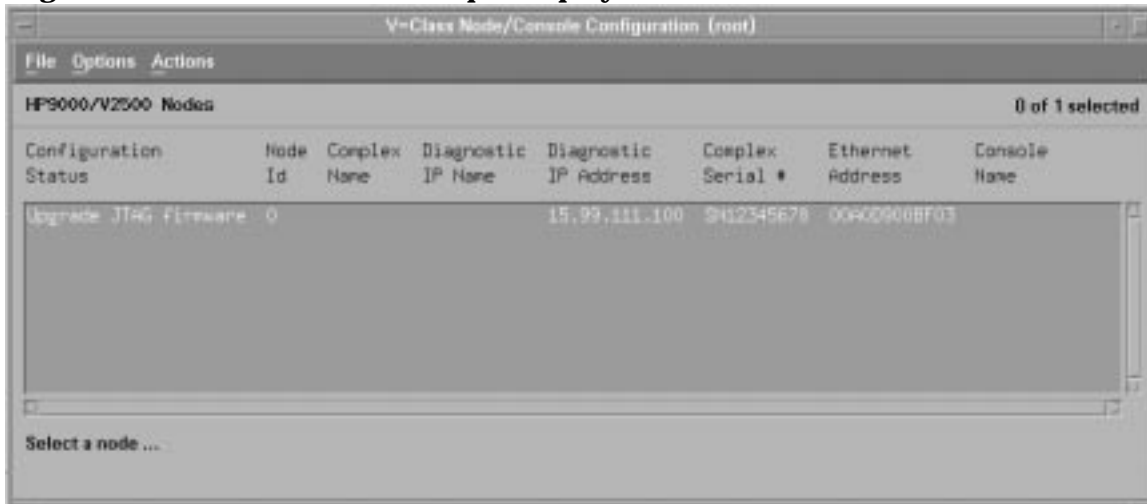 V-Class Node/Console Configuration (root)
File Options Actions
HP9000/V2500 Nodes 0 of 1 selected
Configuration Node Complex Diagnostic Diagnostic Complex Ethernet Console
Status Id Name IP Name IP Address Serial # Address Name
Upgrade JTAG firmware 0 15.99.111.100 SN12345678 00A0D900BF03
Select a node ...